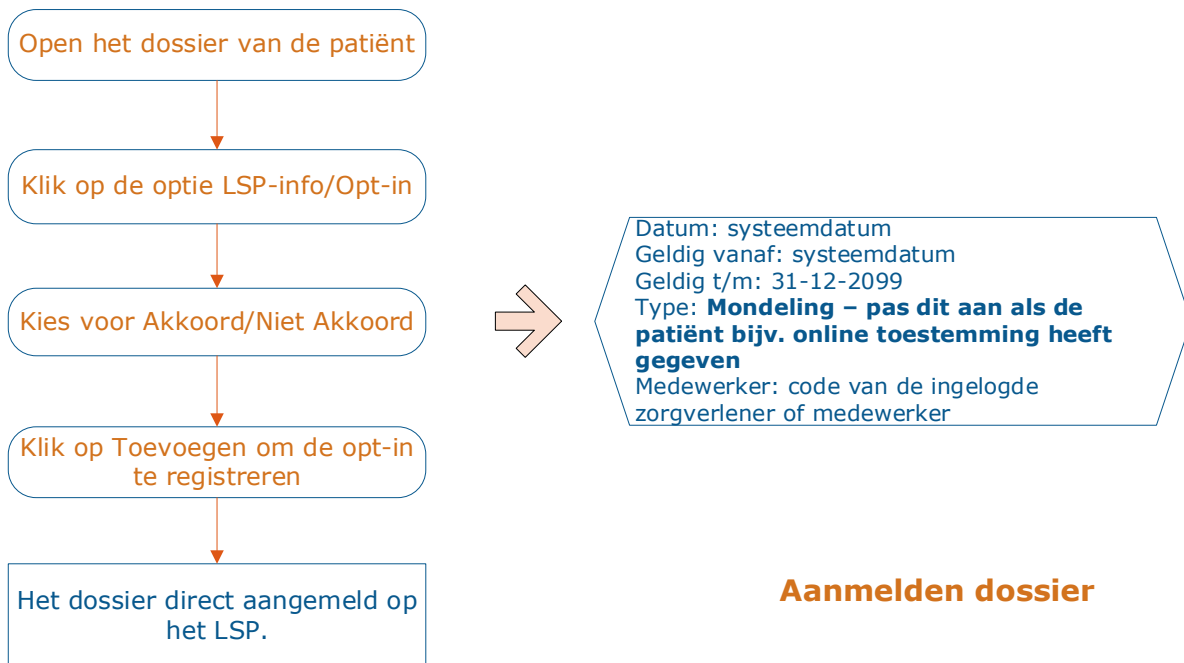 Open het dossier van de patiënt
Klik op de optie LSP-info/Opt-in
Kies voor Akkoord/Niet Akkoord
Datum: systeemdatum
Geldig vanaf: systeemdatum
Geldig t/m: 31-12-2099
Type: Mondeling – pas dit aan als de
patiënt bijv. online toestemming heeft
gegeven
Medewerker: code van de ingelogde
zorgverlener of medewerker
Klik op Toevoegen om de opt-in
te registreren
Het dossier direct aangemeld op
het LSP.
Aanmelden dossier